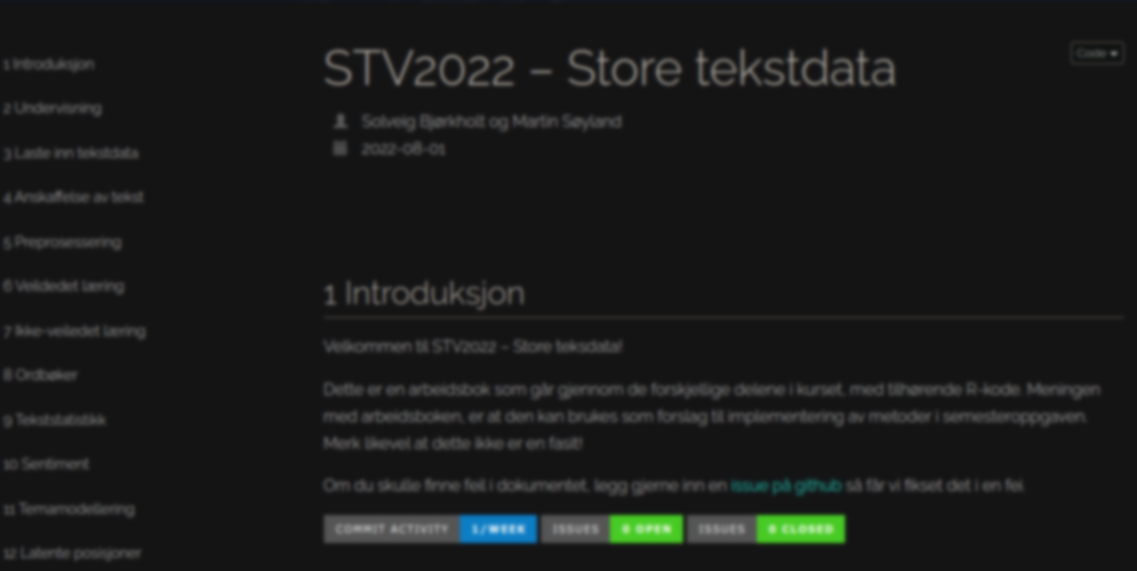 STV2022 – Store tekstdata
Code
Solveig Bjørkholt og Martin Søyland
2022-08-01
1 Introduksjon
2 Undervisning
3 Laste inn tekstdata
4 Anskaffelse av tekst
5 Preprosessering
6 Veildedet læring
7 Ikke-veiledet læring
8 Ordbøker
9 Tekststatistikk
10 Sentiment
11 Temamodellering
12 Latente posisjoner
1 Introduksjon
Velkommen til STV2022 – Store teksdata!
Dette er en arbeidsbok som går gjennom de forskjellige delene i kurset, med tilhørende R-kode. Meningen
med arbeidsboken, er at den kan brukes som forslag til implementering av metoder i semesteroppgaven.
Merk likevel at dette ikke er en fasit!
Om du skulle finne feil i dokumentet, legg gjerne inn en issue på github så får vi fikset det i en fei.
COMMIT ACTIVITY 1/WEEK ISSUES 0 OPEN ISSUES 0 CLOSED